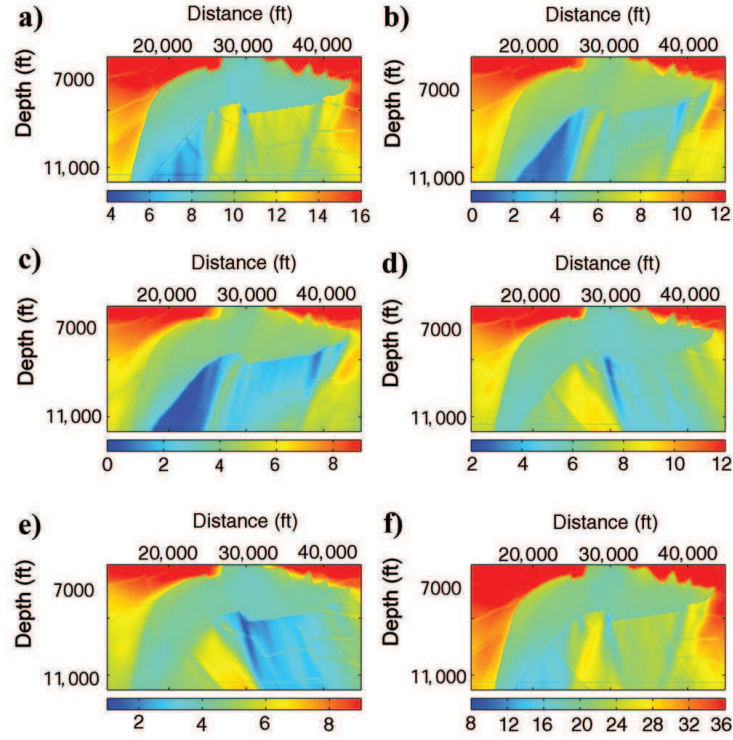 a)
Distance (ft)
20,000 30,000 40,000
Depth (ft)
7000
11,000
4 6 8 10 12 14 16
b)
Distance (ft)
20,000 30,000 40,000
Depth (ft)
7000
11,000
0 2 4 6 8 10 12
c)
Distance (ft)
20,000 30,000 40,000
Depth (ft)
7000
11,000
0 2 4 6 8
d)
Distance (ft)
20,000 30,000 40,000
Depth (ft)
7000
11,000
2 4 6 8 10 12
e)
Distance (ft)
20,000 30,000 40,000
Depth (ft)
7000
11,000
2 4 6 8
f)
Distance (ft)
20,000 30,000 40,000
Depth (ft)
7000
11,000
8 12 16 20 24 28 32 36